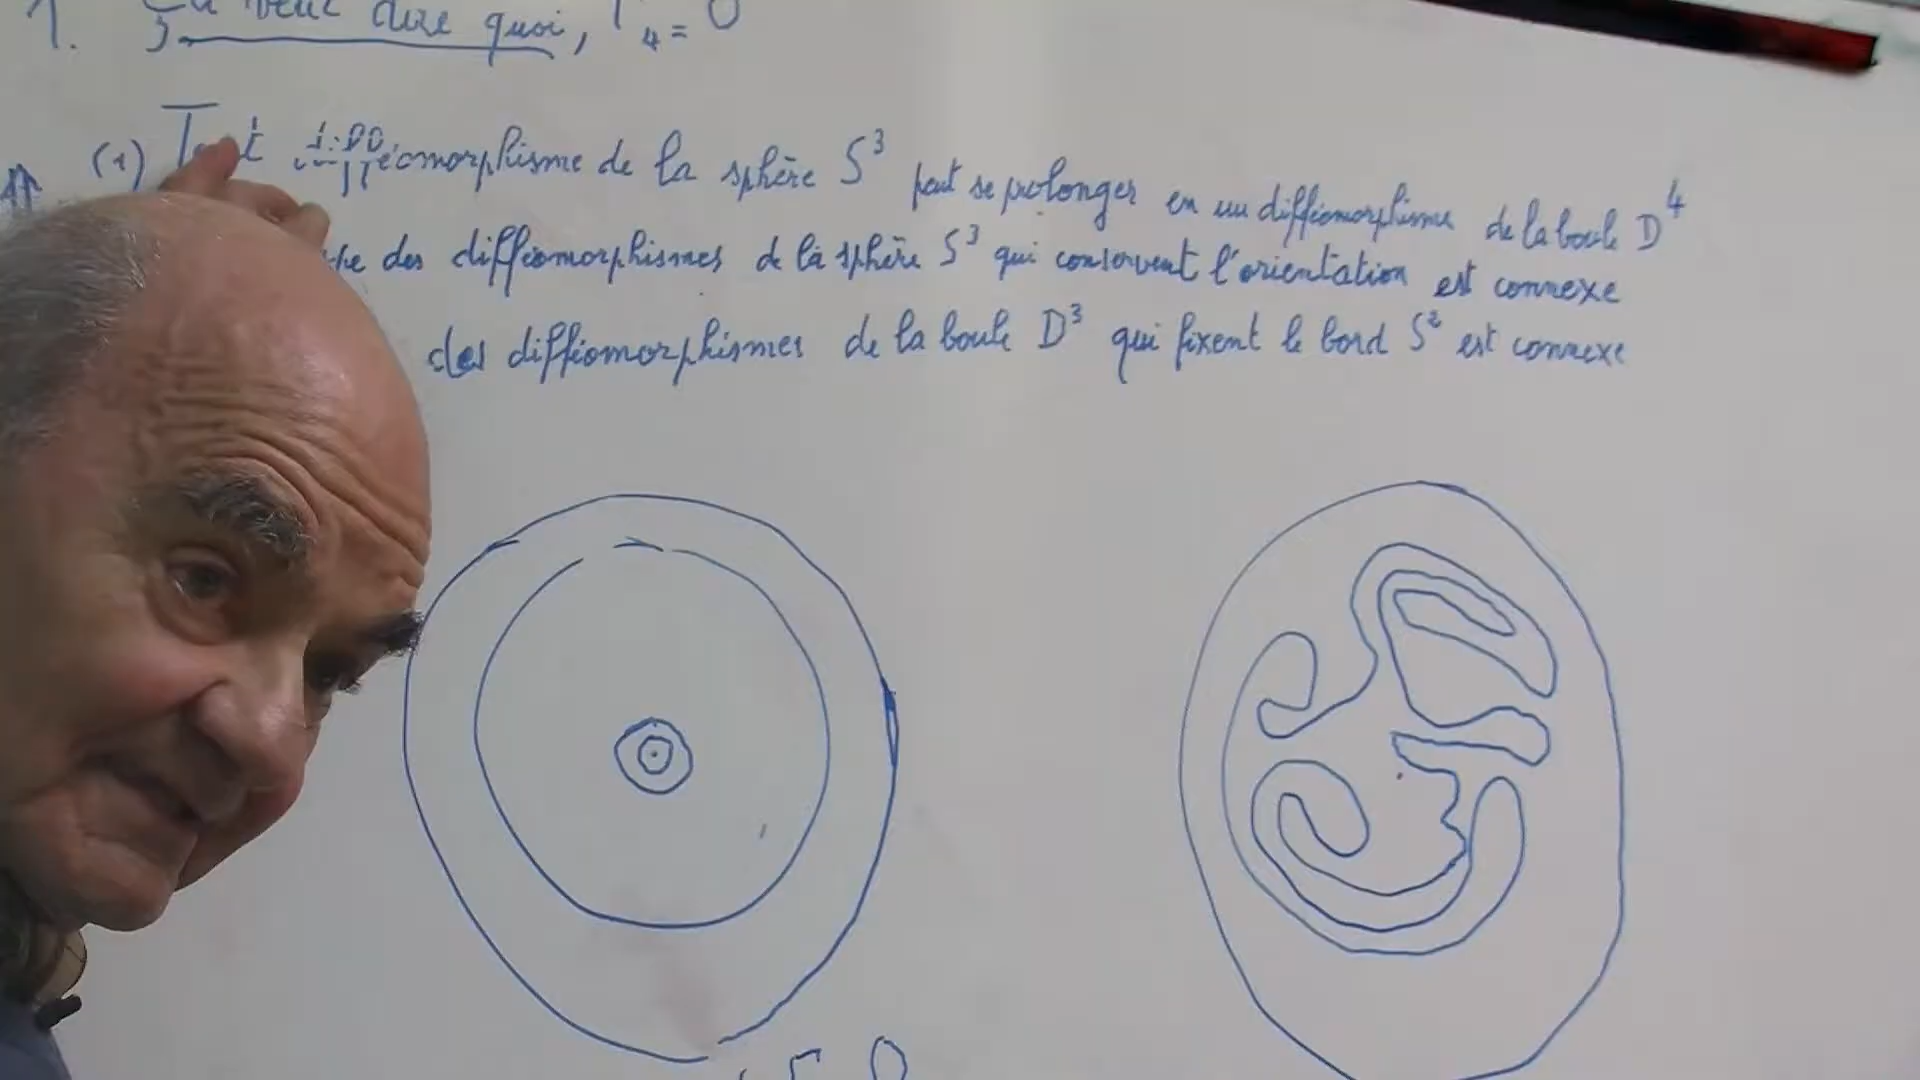 1. Ça veut dire quoi, Γ4 = 0
(1) Tout difféomorphisme de la sphère S³ peut se prolonger en un difféomorphisme de la boule D⁴
des difféomorphismes de la sphère S³ qui conservent l'orientation est connexe
des difféomorphismes de la boule D³ qui fixent le bord S² est connexe